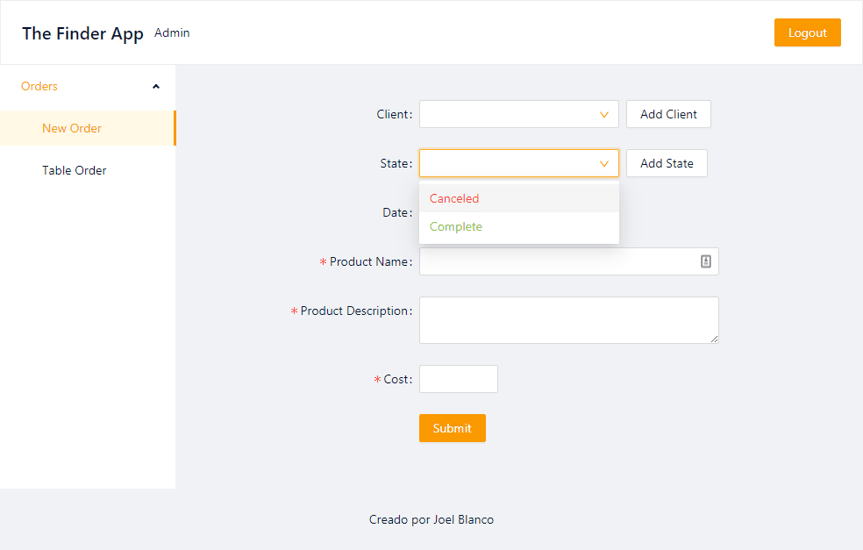 The Finder App Admin Logout
Orders
New Order
Table Order
Client:
Add Client
State:
Add State
Canceled
Complete
Date:
* Product Name:
* Product Description:
* Cost:
Submit
Creado por Joel Blanco